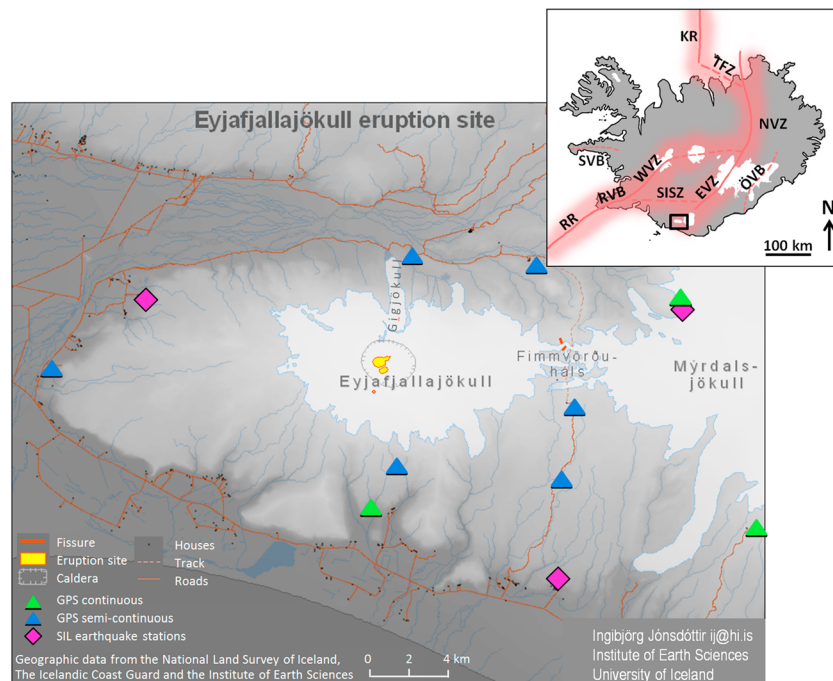 Eyjafjallajökull eruption site
KR
TFZ
NVZ
SVB
WVZ
RVB
SISZ
EVZ
ÖVB
RR
N
100 km
Gígjökull
Fimmvörðu-
háls
Eyjafjallajökull
Mýrdals-
jökull
Fissure
Houses
Eruption site
Track
Caldera
Roads
GPS continuous
GPS semi-continuous
SIL earthquake stations
Geographic data from the National Land Survey of Iceland,
The Icelandic Coast Guard and the Institute of Earth Sciences
0 2 4 km
Ingibjörg Jónsdóttir ij@hi.is
Institute of Earth Sciences
University of Iceland